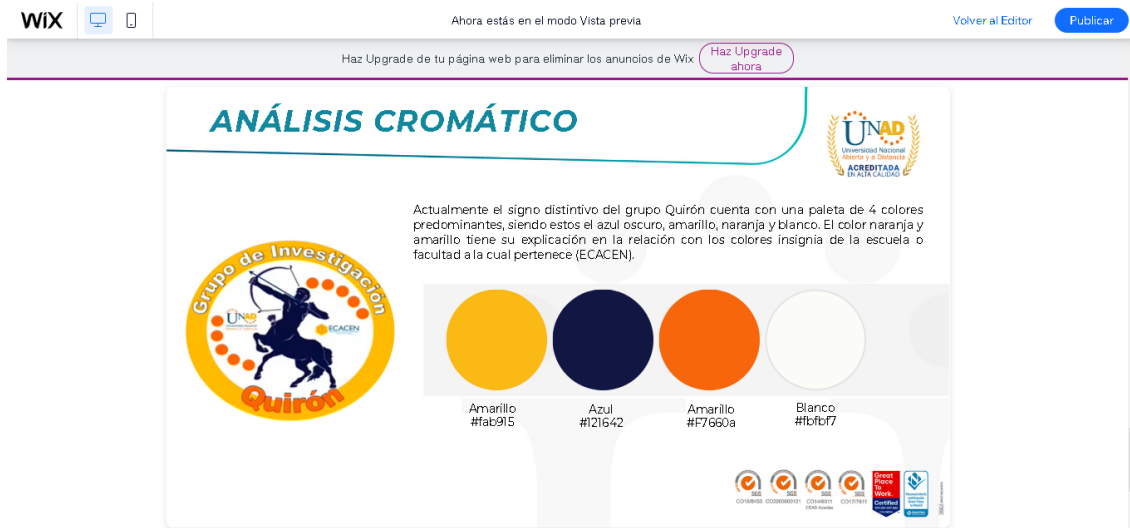 WiX
Ahora estás en el modo Vista previa
Volver al Editor
Publicar
Haz Upgrade de tu página web para eliminar los anuncios de Wix
Haz Upgrade
ahora
ANÁLISIS CROMÁTICO
UNAD
Universidad Nacional
Abierta y a Distancia
ACREDITADA
EN ALTA CALIDAD
Actualmente el signo distintivo del grupo Quirón cuenta con una paleta de 4 colores
predominantes, siendo estos el azul oscuro, amarillo, naranja y blanco. El color naranja y
amarillo tiene su explicación en la relación con los colores insignia de la escuela o
facultad a la cual pertenece (ECACEN).
Grupo de Investigación
UNAD
ECACEN
Quirón
Amarillo
#fab915
Azul
#121642
Amarillo
#F7660a
Blanco
#fbfbf7
SGS
SGS
SGS
SGS
Great
Place
To
Work.
Certified